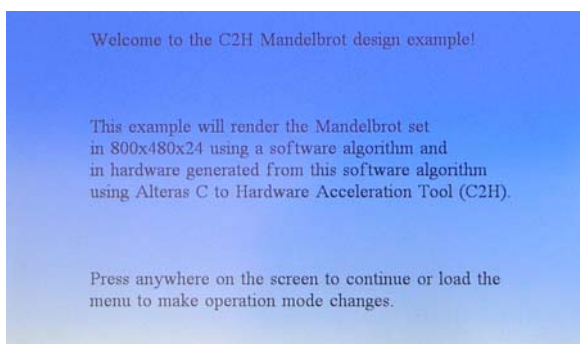 Welcome to the C2H Mandelbrot design example!
This example will render the Mandelbrot set
in 800x480x24 using a software algorithm and
in hardware generated from this software algorithm
using Alteras C to Hardware Acceleration Tool (C2H).
Press anywhere on the screen to continue or load the
menu to make operation mode changes.